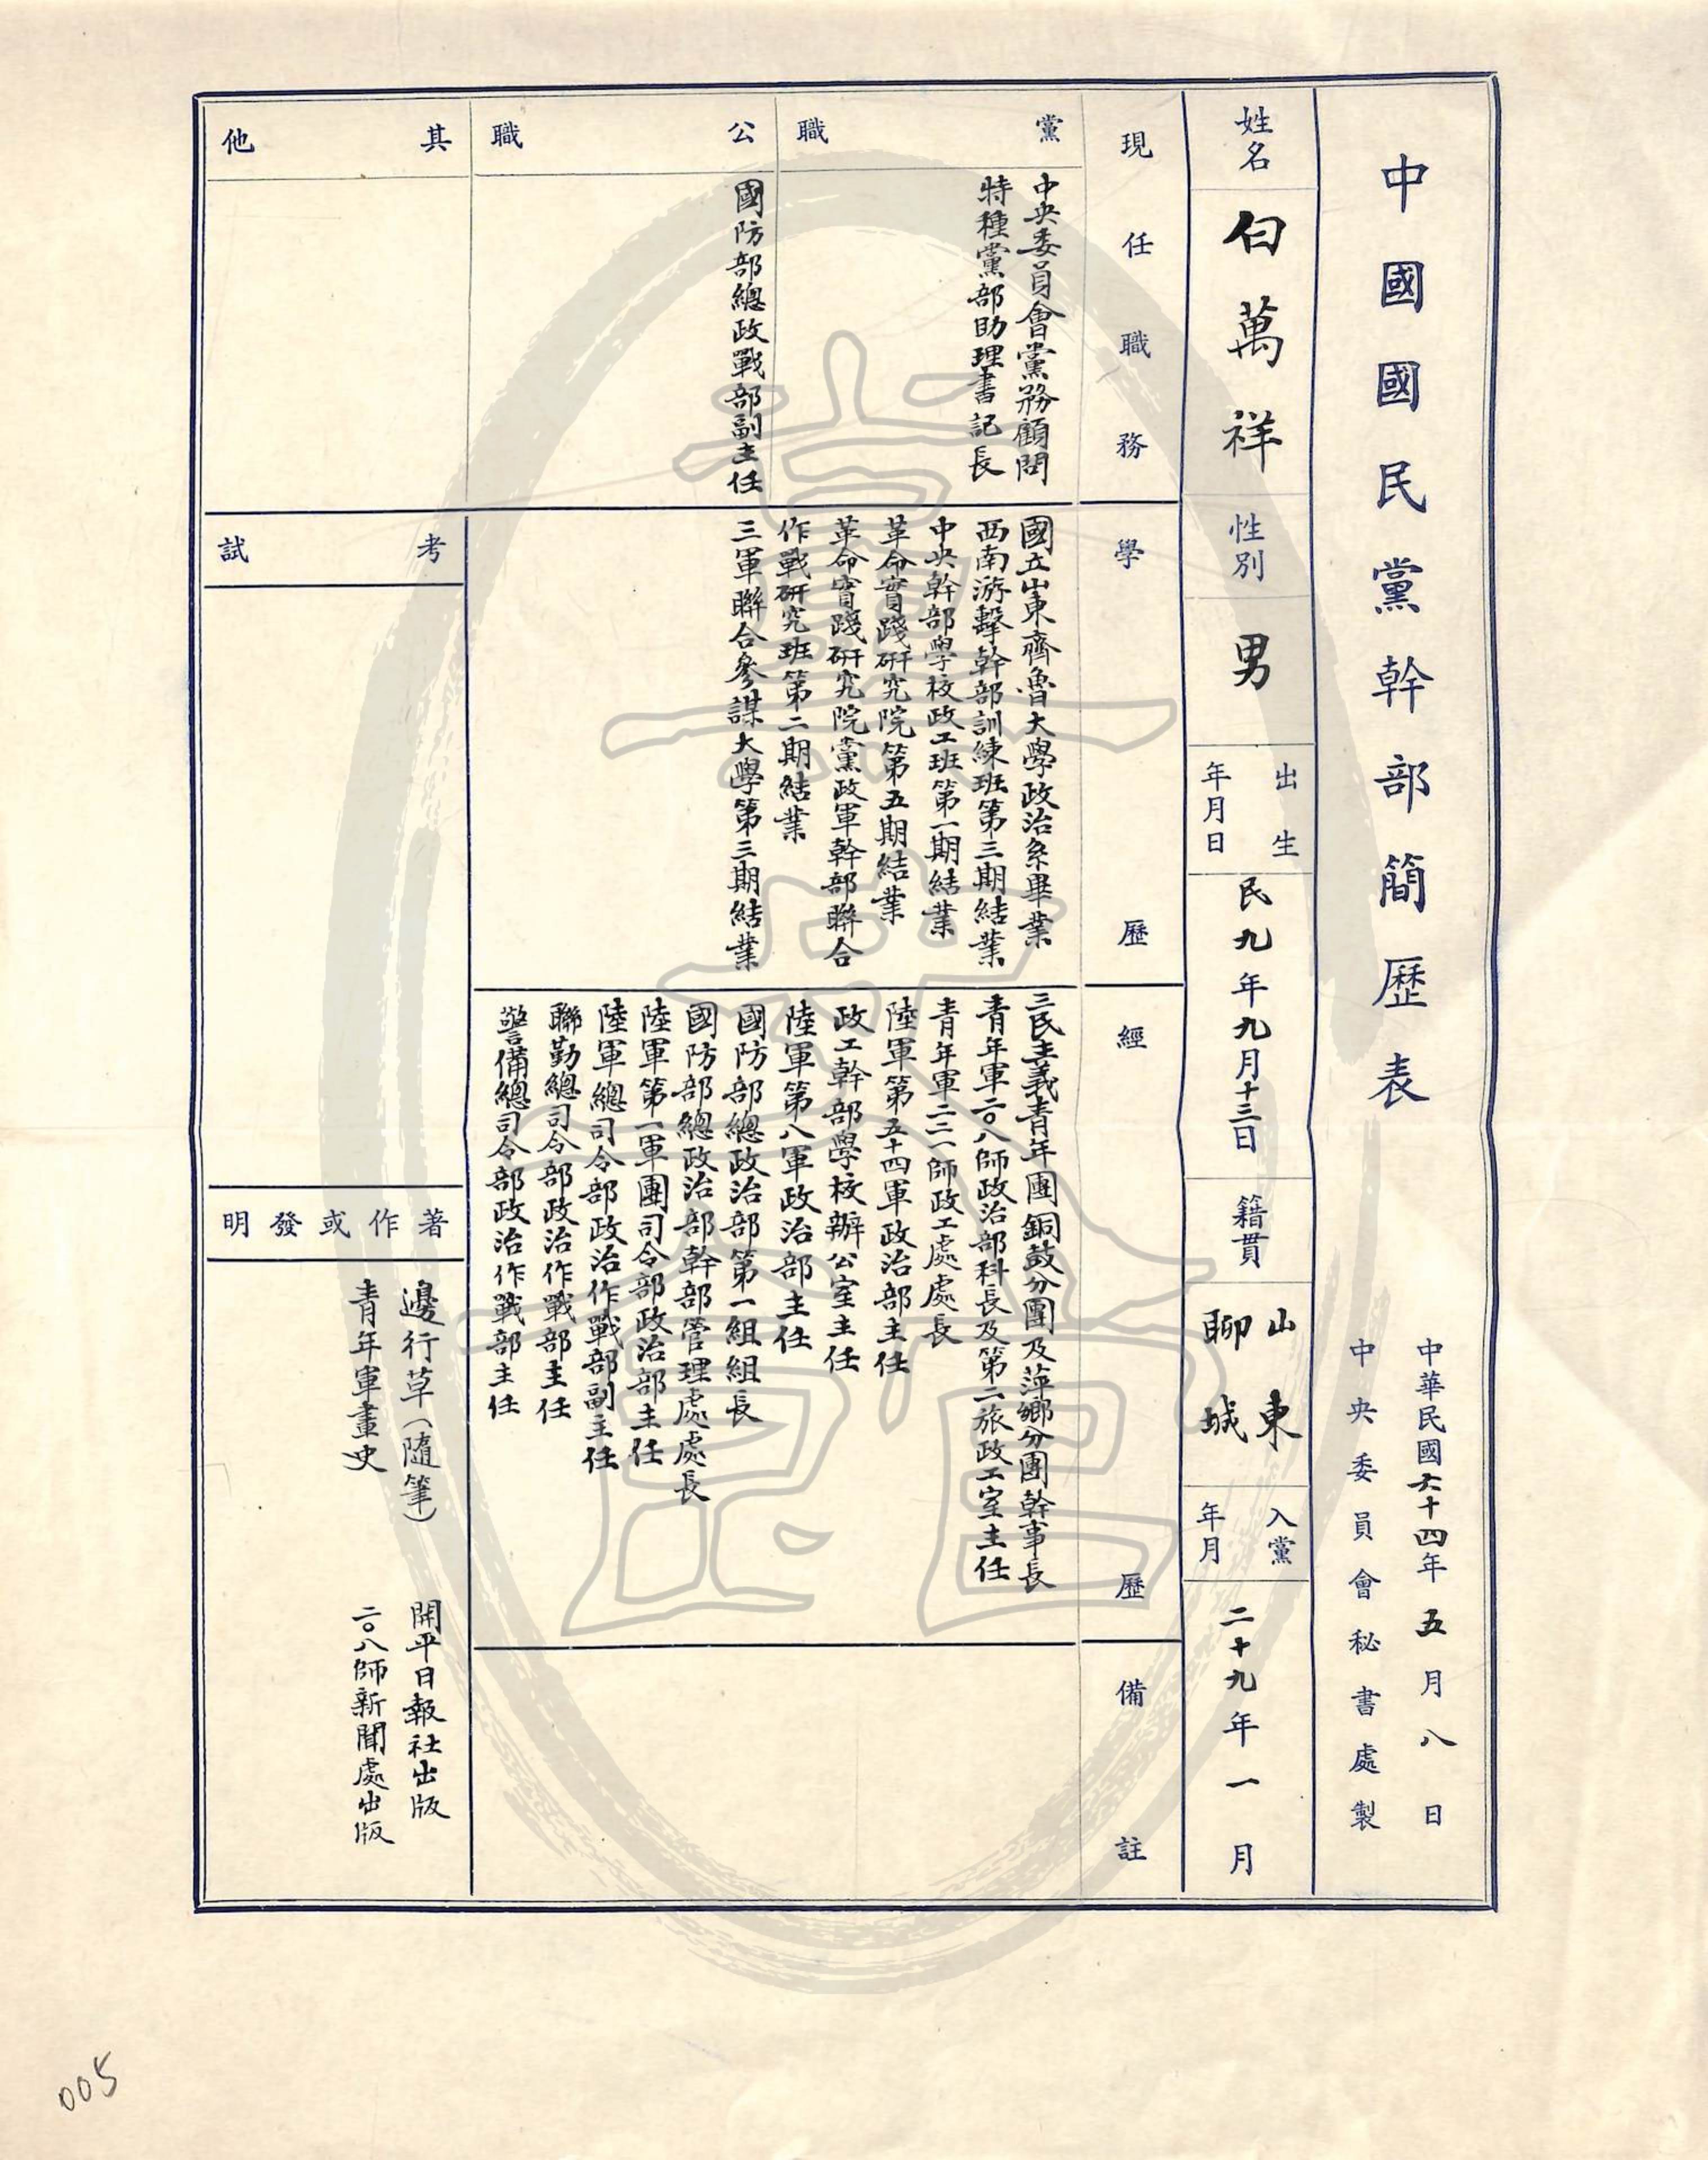 中國國民黨幹部簡歷表
中華民國六十四年五月八日
中央委員會秘書處製
姓名
白萬祥
性別
男
出生
年月日
民九年九月十三日
籍貫
山東
聊城
入黨
年月
二十九年一月
現任職務
黨職
中央委員會黨務顧問
特種黨部助理書記長
公職
國防部總政戰部副主任
其他
學歷
國立山東齊魯大學政治系畢業
西南游擊幹部訓練班第三期結業
中央幹部學校政工班第一期結業
革命實踐研究院第五期結業
革命實踐研究院黨政軍幹部聯合
作戰研究班第二期結業
三軍聯合參謀大學第三期結業
考試
經歷
三民主義青年團銅鼓分團及萍鄉分團幹事長
青年軍二〇八師政治部科長及第二旅政工室主任
青年軍二二一師政工處處長
陸軍第五十四軍政治部主任
政工幹部學校辦公室主任
陸軍第八軍政治部主任
國防部總政治部第一組組長
國防部總政治部幹部管理處處長
陸軍第一軍團司令部政治部主任
陸軍總司令部政治作戰部副主任
聯勤總司令部政治作戰部主任
警備總司令部政治作戰部主任
備註
著作或發明
邊行草（隨筆） 開平日報社出版
青年軍畫史 二〇八師新聞處出版
005